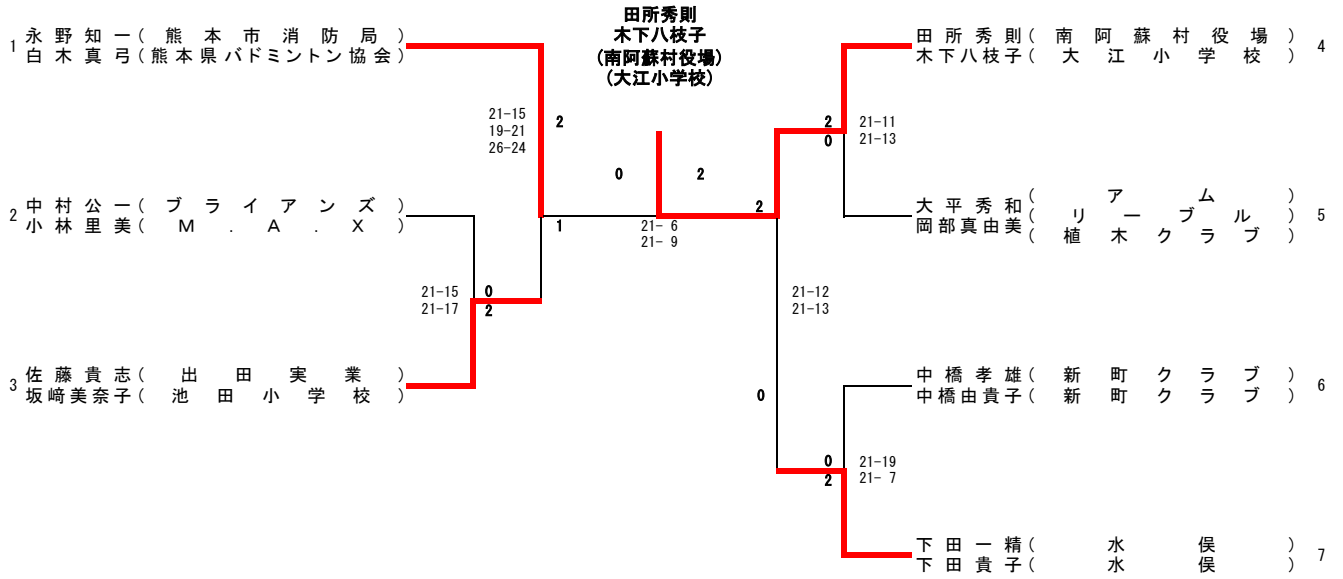 田所秀則
木下八枝子
(南阿蘇村役場)
(大江小学校)
1 永野知一(熊本市消防局)
白木真弓(熊本県バドミントン協会)
21-15
19-21
26-24
2
2 中村公一(ブライアンズ)
小林里美(M.A.X)
1
21-15
21-17
0
2
3 佐藤貴志(出田実業)
坂﨑美奈子(池田小学校)
0 2
21- 6
21- 9
田所秀則(南阿蘇村役場) 4
木下八枝子(大江小学校)
2
0
21-11
21-13
2
大平秀和(アム)
岡部真由美(リーブル) 5
(植木クラブ)
21-12
21-13
0
中橋孝雄(新町クラブ) 6
中橋由貴子(新町クラブ)
0
2
21-19
21- 7
下田一精(水俣) 7
下田貴子(水俣)